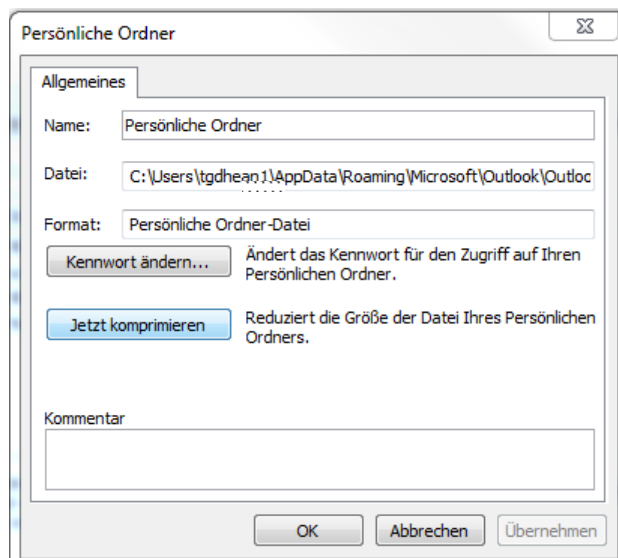 Persönliche Ordner
Allgemeines
Name: Persönliche Ordner
Datei: C:\Users\tgdhean1\AppData\Roaming\Microsoft\Outlook\Outloc
Format: Persönliche Ordner-Datei
Kennwort ändern... Ändert das Kennwort für den Zugriff auf Ihren
Persönlichen Ordner.
Jetzt komprimieren Reduziert die Größe der Datei Ihres Persönlichen
Ordners.
Kommentar
OK Abbrechen Übernehmen